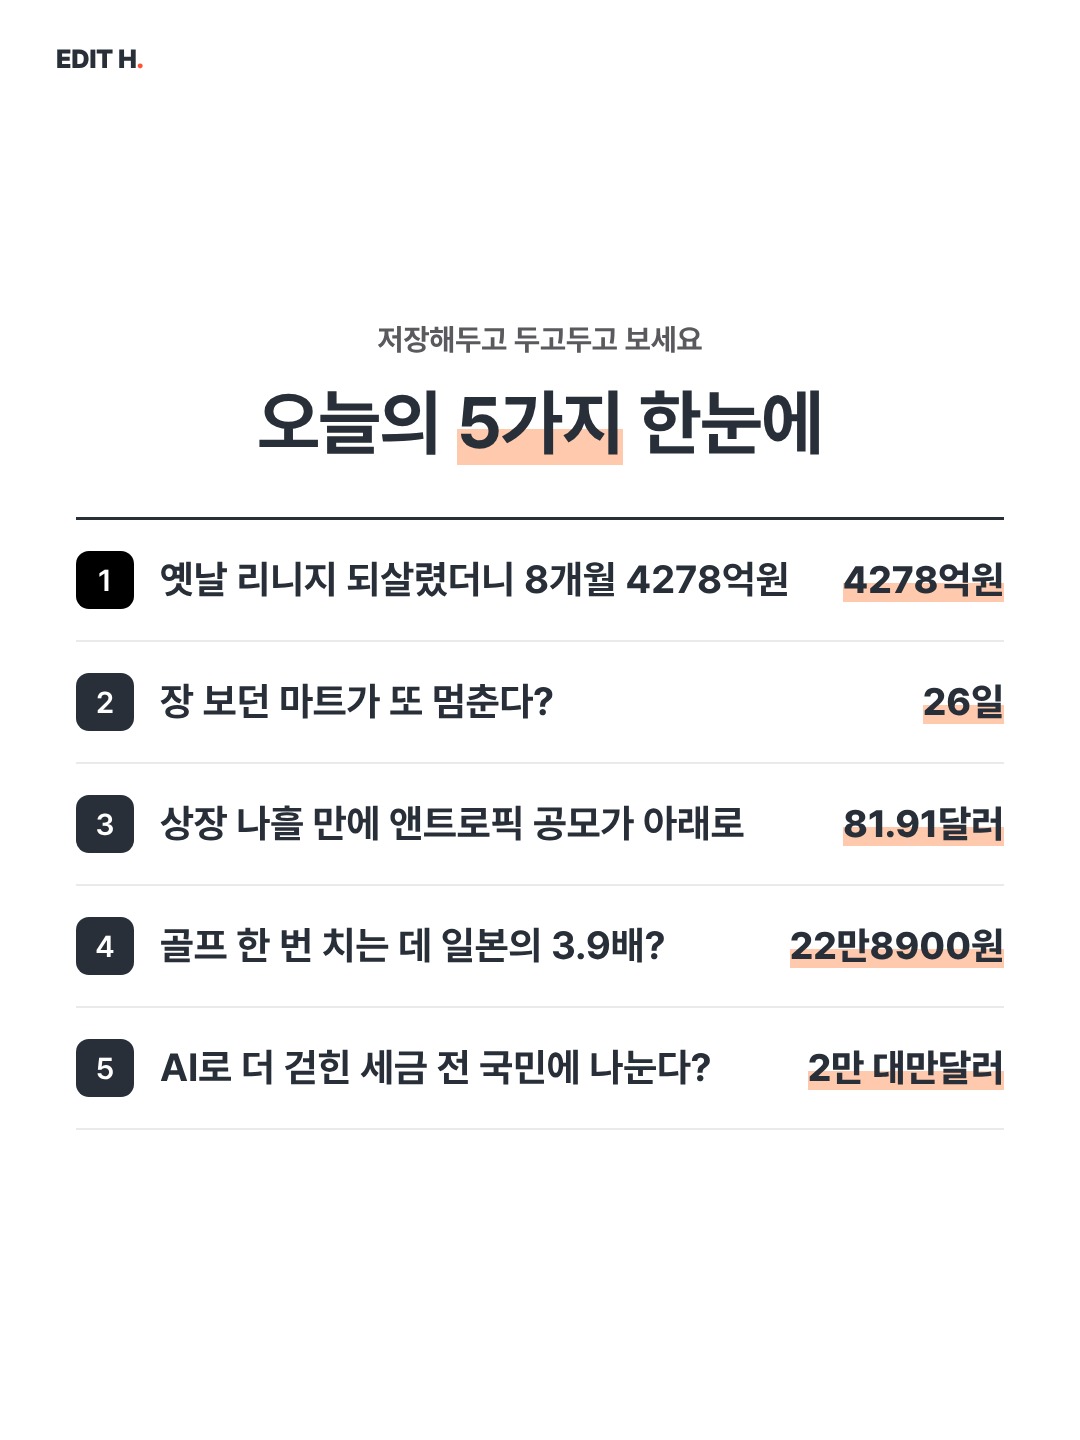 EDIT H.
저장해두고 두고두고 보세요
오늘의 5가지 한눈에
1 옛날 리니지 되살렸더니 8개월 4278억원 4278억원
2 장 보던 마트가 또 멈춘다? 26일
3 상장 나흘 만에 앤트로픽 공모가 아래로 81.91달러
4 골프 한 번 치는 데 일본의 3.9배? 22만8900원
5 AI로 더 걷힌 세금 전 국민에 나눈다? 2만 대만달러